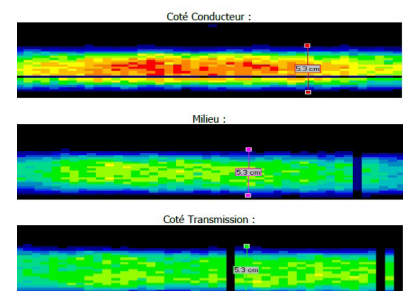 Coté Conducteur :
5.3 cm
Milieu :
5.3 cm
Coté Transmission :
5.3 cm